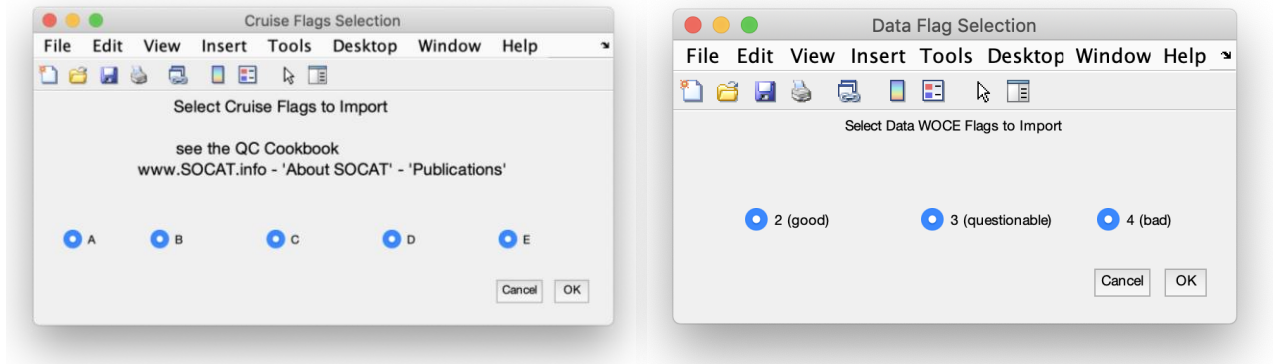 Cruise Flags Selection
File Edit View Insert Tools Desktop Window Help
Select Cruise Flags to Import
see the QC Cookbook
www.SOCAT.info - 'About SOCAT' - 'Publications'
A B C D E
Cancel OK
Data Flag Selection
File Edit View Insert Tools Desktop Window Help
Select Data WOCE Flags to Import
2 (good) 3 (questionable) 4 (bad)
Cancel OK